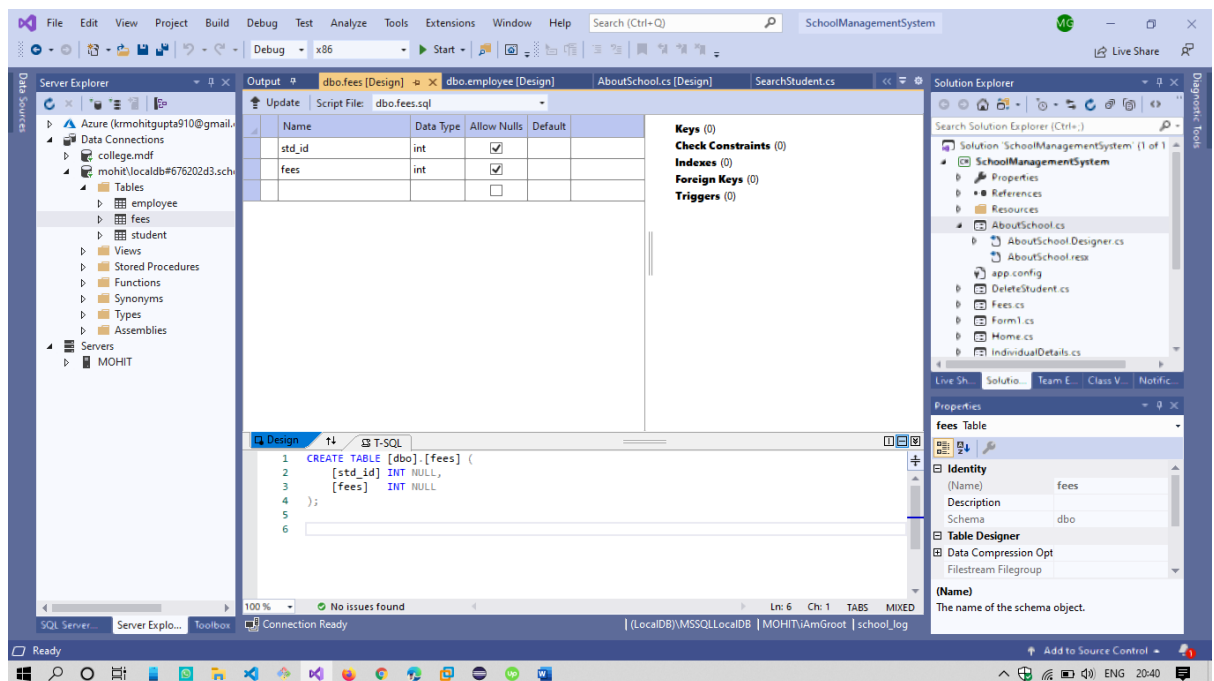 File Edit View Project Build Debug Test Analyze Tools Extensions Window Help Search (Ctrl+Q) SchoolManagementSystem MG
Debug x86 Start Live Share
Data Sources
Server Explorer
Azure (krmohitgupta910@gmail.
Data Connections
college.mdf
mohit\localdb#676202d3.sch
Tables
employee
fees
student
Views
Stored Procedures
Functions
Synonyms
Types
Assemblies
Servers
MOHIT
SQL Server... Server Explo... Toolbox
Output dbo.fees [Design] dbo.employee [Design] AboutSchool.cs [Design] SearchStudent.cs
Update Script File: dbo.fees.sql
Name Data Type Allow Nulls Default
std_id int
fees int
Keys (0)
Check Constraints (0)
Indexes (0)
Foreign Keys (0)
Triggers (0)
Design T-SQL
1 CREATE TABLE [dbo].[fees] (
2 [std_id] INT NULL,
3 [fees] INT NULL
4 );
5
6
100 % No issues found Ln: 6 Ch: 1 TABS MIXED
Connection Ready (LocalDB)\MSSQLLocalDB MOHIT\iAmGroot school_log
Solution Explorer
Search Solution Explorer (Ctrl+;)
Solution 'SchoolManagementSystem' (1 of 1
SchoolManagementSystem
Properties
References
Resources
AboutSchool.cs
AboutSchool.Designer.cs
AboutSchool.resx
app.config
DeleteStudent.cs
Fees.cs
Form1.cs
Home.cs
IndividualDetails.cs
Live Sh... Solutio... Team E... Class V... Notific...
Properties
fees Table
Identity
(Name) fees
Description
Schema dbo
Table Designer
Data Compression Opt
Filestream Filegroup
(Name)
The name of the schema object.
Diagnostic Tools
Ready Add to Source Control 1
ENG 20:40